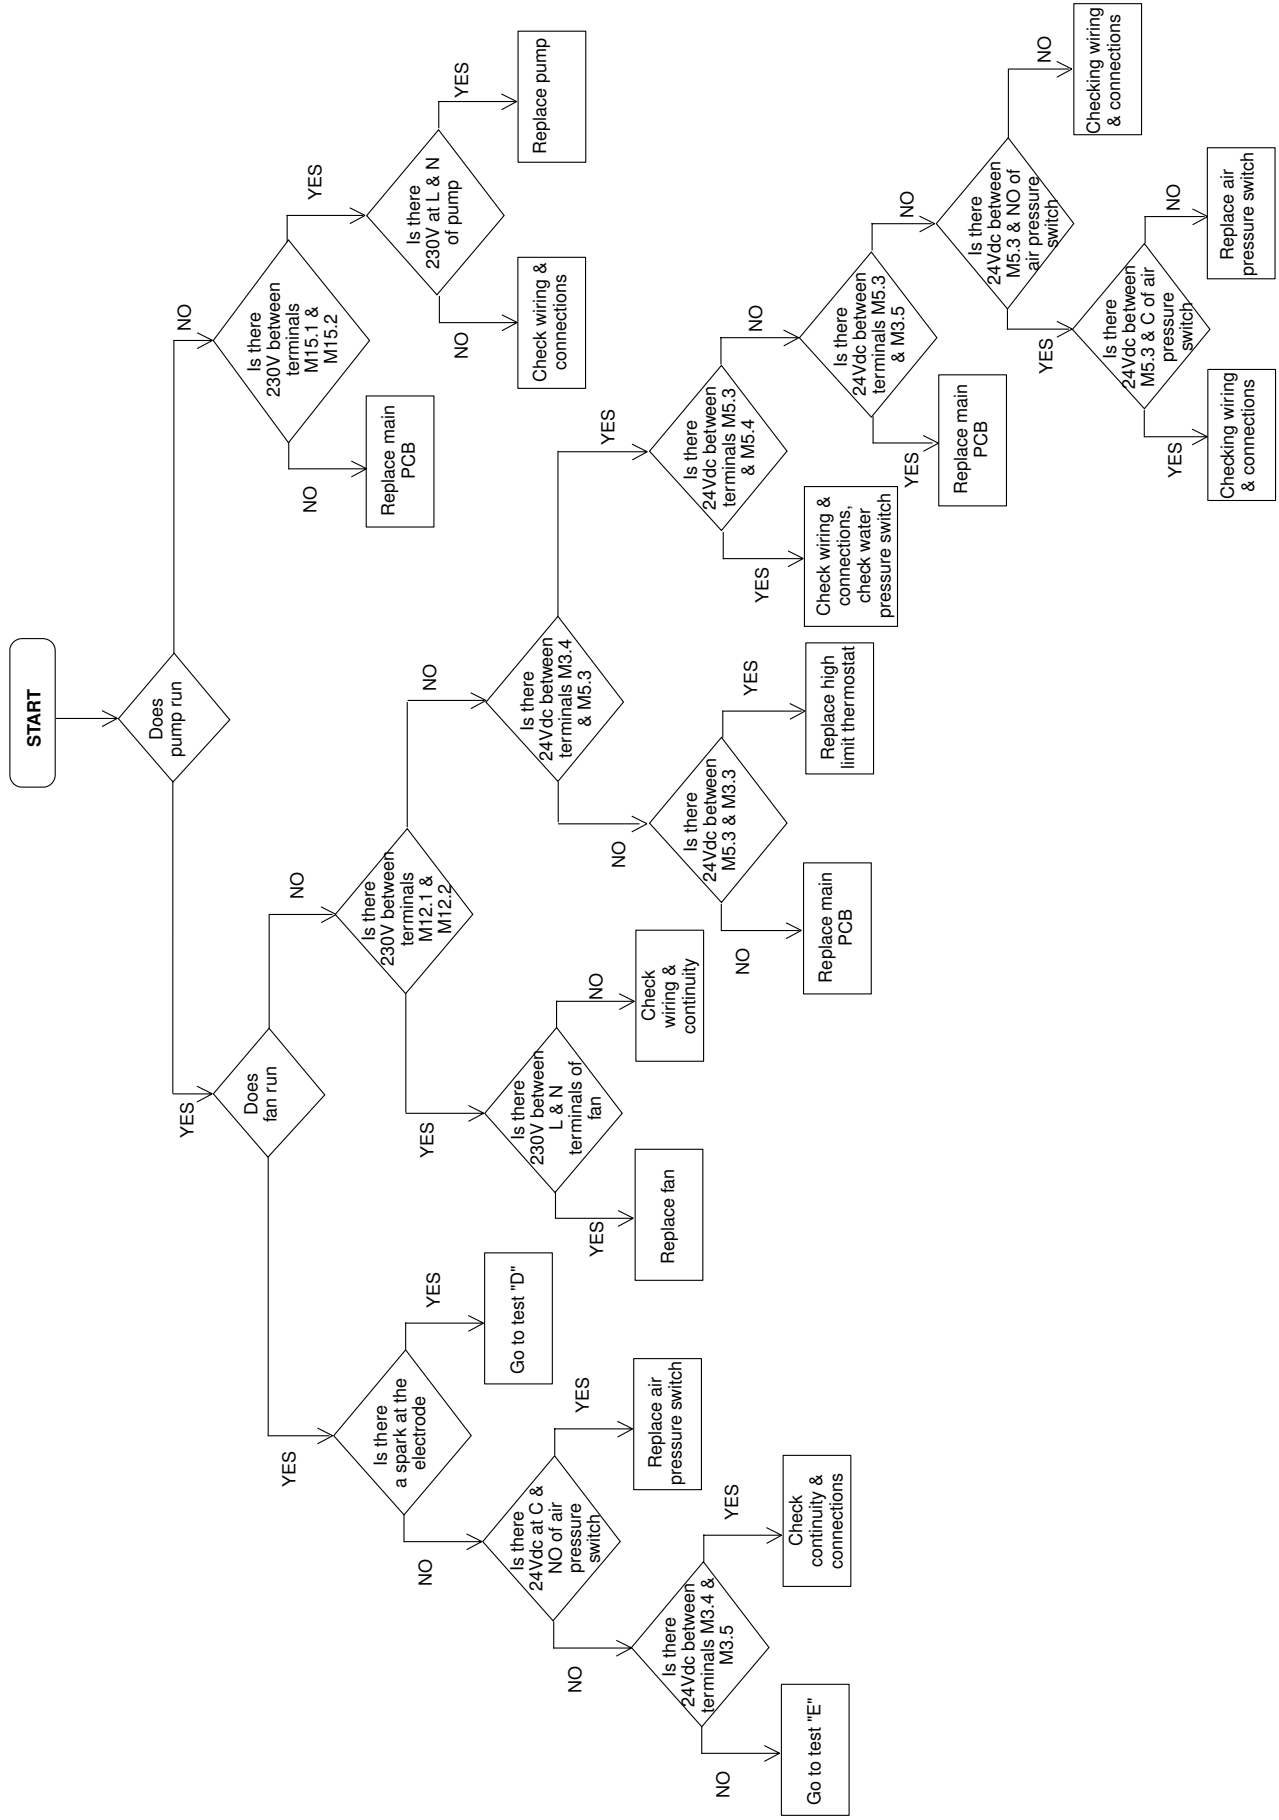 START
Does
pump run
YES
NO
Does
fan run
Is there
230V between
terminals
M15.1 &
M15.2
YES
NO
NO
YES
Is there
a spark at the
electrode
Is there
230V between
terminals
M12.1 &
M12.2
Replace main
PCB
Is there
230V at L & N
of pump
NO
YES
YES
NO
NO
YES
Is there
24Vdc at C &
NO of air
pressure
switch
Go to test "D"
Is there
230V between
L & N
terminals of
fan
Is there
24Vdc between
terminals M3.4
& M5.3
Check wiring &
connections
Replace pump
NO
YES
YES
NO
NO
YES
Is there
24Vdc between
terminals M3.4 &
M3.5
Replace air
pressure switch
Replace fan
Check
wiring &
continuity
Is there
24Vdc between
M5.3 & M3.3
Is there
24Vdc between
terminals M5.3
& M5.4
NO
YES
NO
YES
YES
NO
Go to test "E"
Check
continuity &
connections
Replace main
PCB
Replace high
limit thermostat
Check wiring &
connections,
check water
pressure switch
Is there
24Vdc between
terminals M5.3
& M3.5
YES
NO
Replace main
PCB
Is there
24Vdc between
M5.3 & NO of
air pressure
switch
YES
NO
Is there
24Vdc between
M5.3 & C of air
pressure
switch
Checking wiring
& connections
YES
NO
Checking wiring
& connections
Replace air
pressure switch